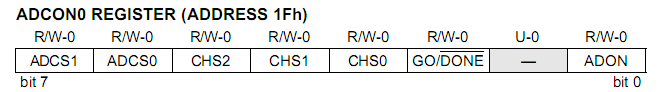 ADCON0 REGISTER (ADDRESS 1Fh)
R/W-0 R/W-0 R/W-0 R/W-0 R/W-0 R/W-0 U-0 R/W-0
ADCS1 ADCS0 CHS2 CHS1 CHS0 GO/DONE — ADON
bit 7 bit 0